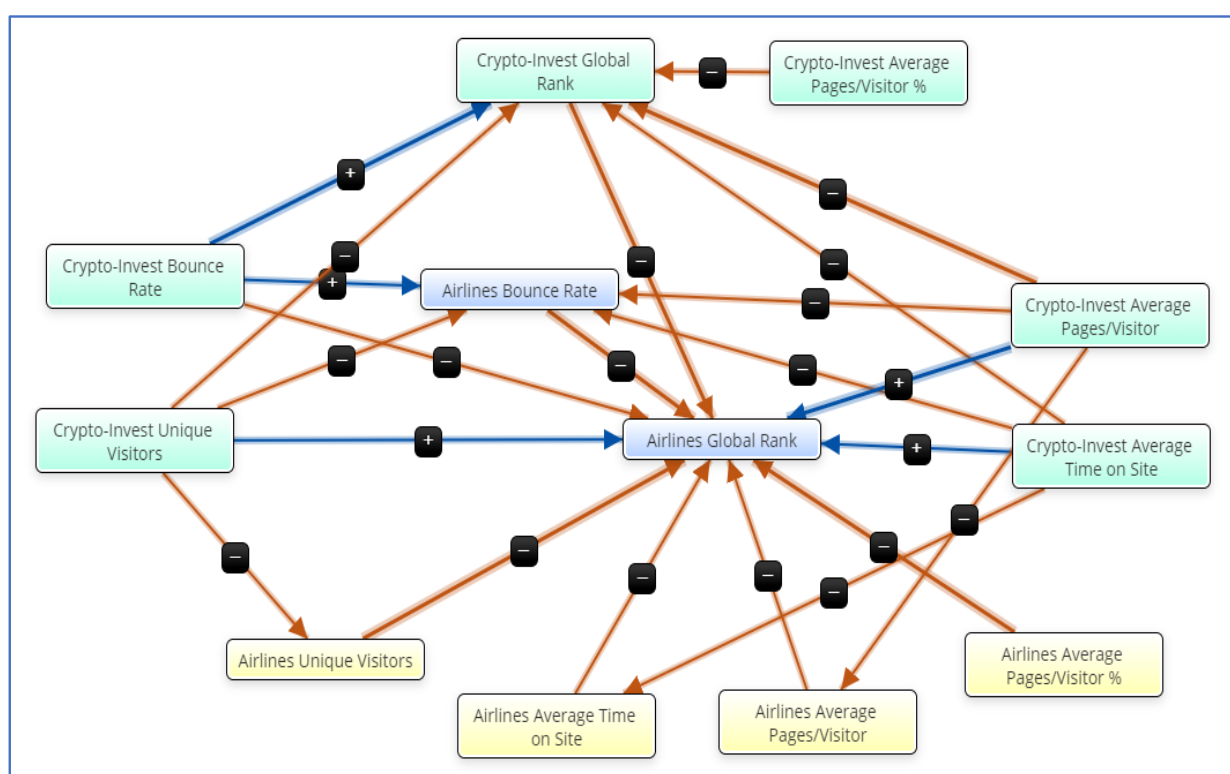 Crypto-Invest Global
Rank
−
Crypto-Invest Average
Pages/Visitor %
+
−
Crypto-Invest Bounce
Rate
−
+
−
−
Airlines Bounce Rate
−
Crypto-Invest Average
Pages/Visitor
−
−
−
−
+
Crypto-Invest Unique
Visitors
+
Airlines Global Rank
+
Crypto-Invest Average
Time on Site
−
−
−
−
−
−
−
Airlines Unique Visitors
Airlines Average
Pages/Visitor %
Airlines Average Time
on Site
Airlines Average
Pages/Visitor